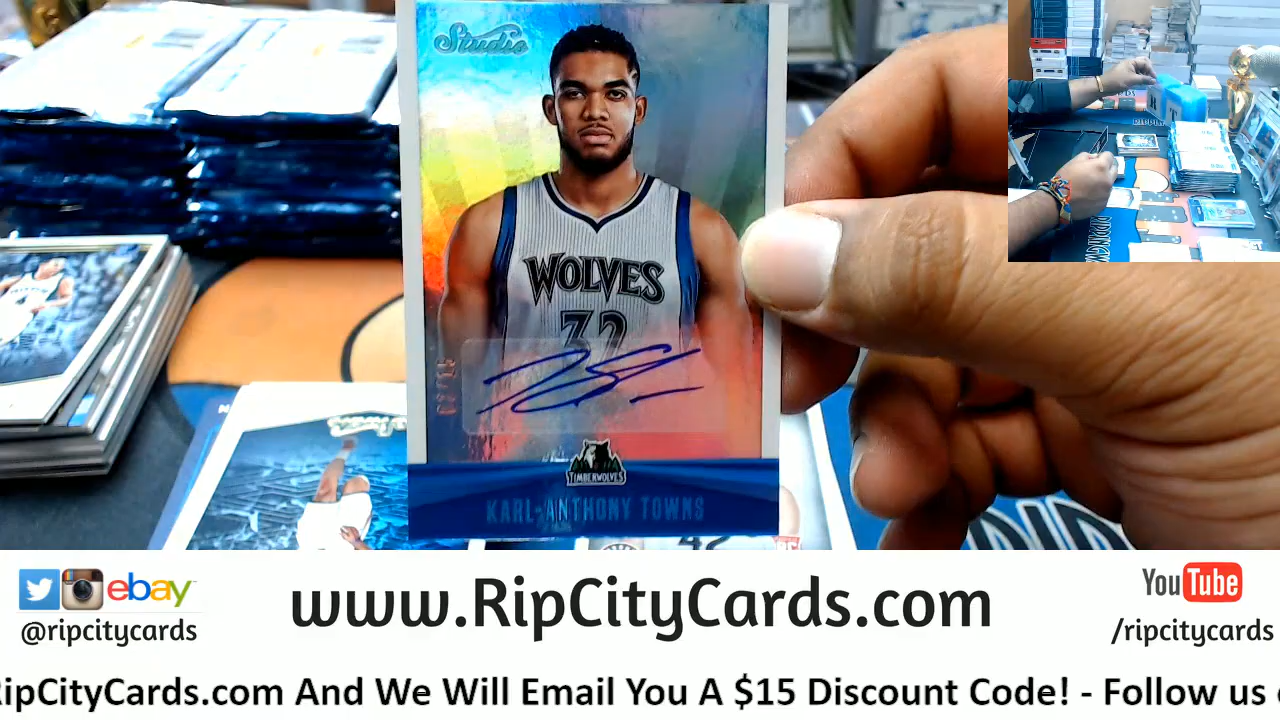 Studio
WOLVES
32
TIMBERWOLVES
KARL-ANTHONY TOWNS
ebay
@ripcitycards
www.RipCityCards.com
YouTube
/ripcitycards
RipCityCards.com And We Will Email You A $15 Discount Code! - Follow us